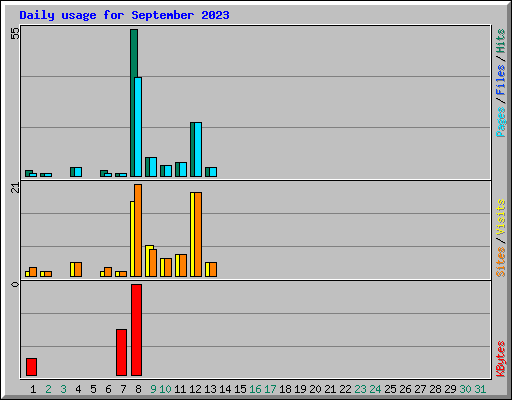 Daily usage for September 2023
55
21
0
Pages/Files/Hits
Sites/Visits
KBytes
1 2 3 4 5 6 7 8 9 10 11 12 13 14 15 16 17 18 19 20 21 22 23 24 25 26 27 28 29 30 31